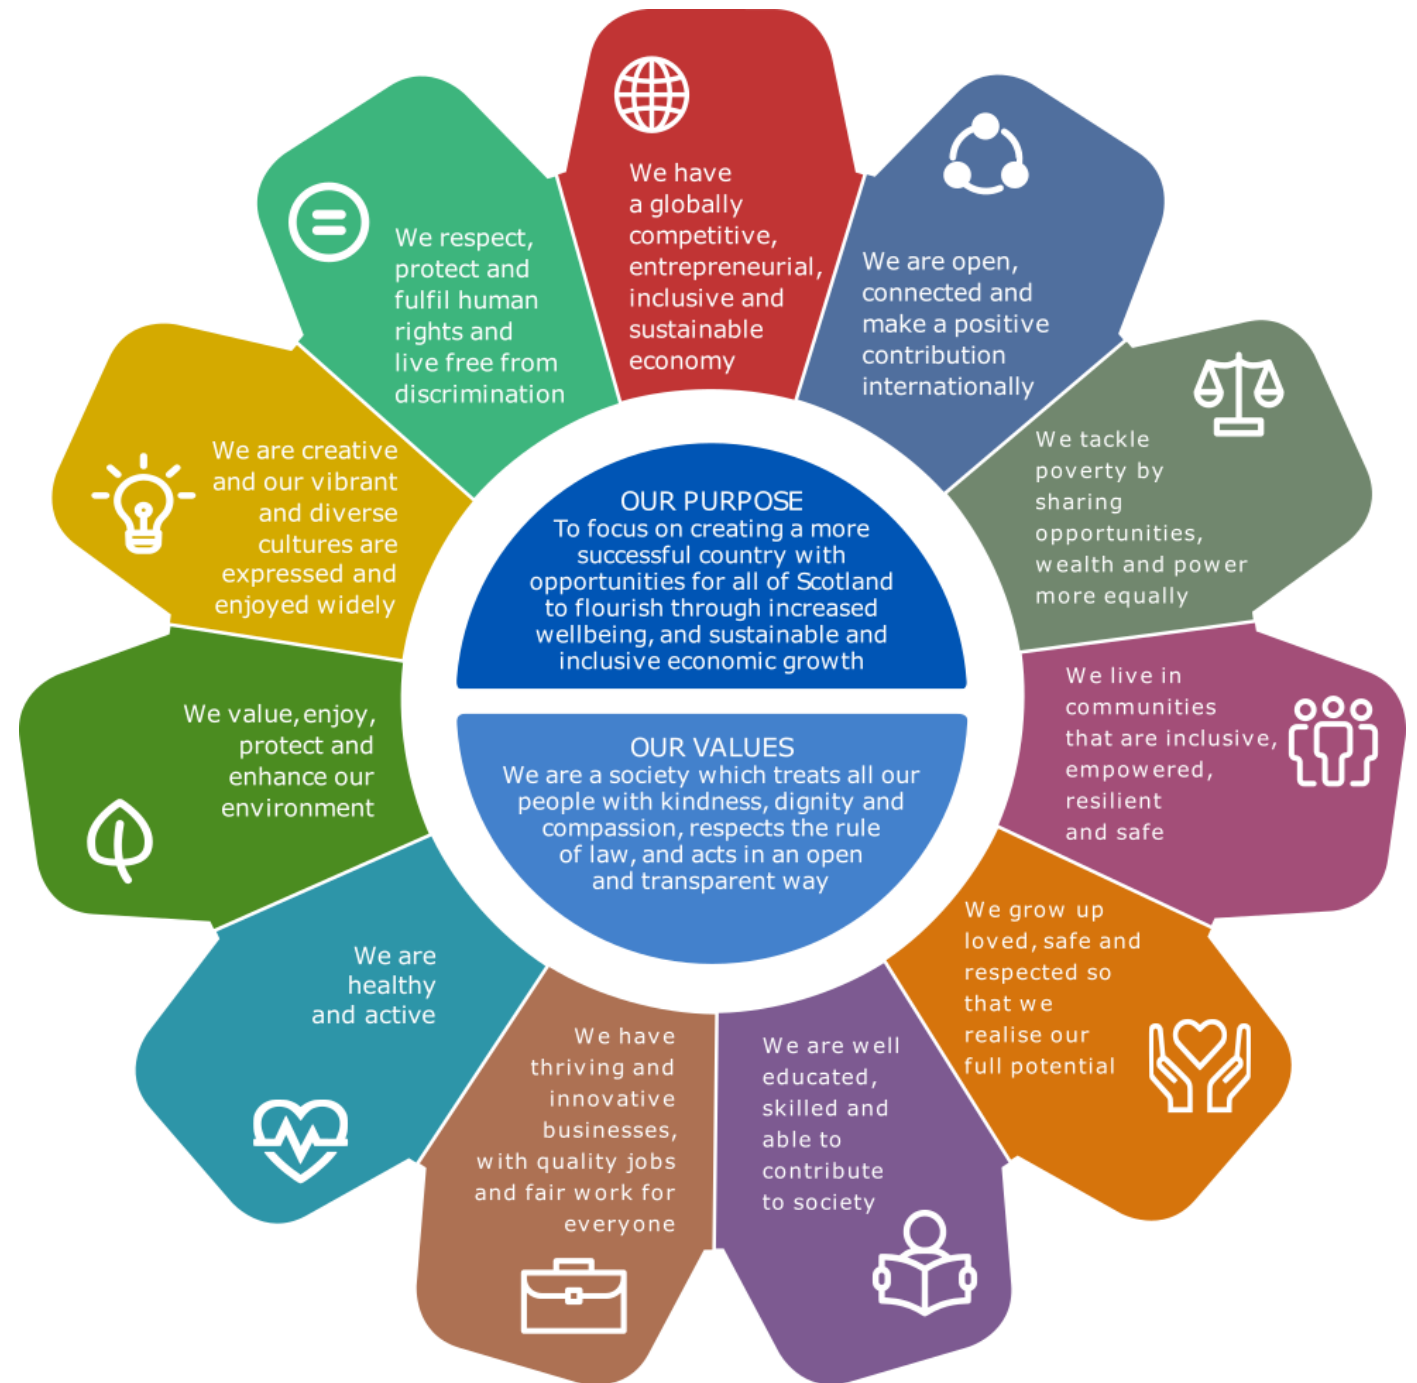 We have
a globally
competitive,
entrepreneurial,
inclusive and
sustainable
economy
We are open,
connected and
make a positive
contribution
internationally
We tackle
poverty by
sharing
opportunities,
wealth and power
more equally
We live in
communities
that are inclusive,
empowered,
resilient
and safe
We grow up
loved, safe and
respected so
that we
realise our
full potential
We are well
educated,
skilled and
able to
contribute
to society
We have
thriving and
innovative
businesses,
with quality jobs
and fair work for
everyone
We are
healthy
and active
We value, enjoy,
protect and
enhance our
environment
We are creative
and our vibrant
and diverse
cultures are
expressed and
enjoyed widely
We respect,
protect and
fulfil human
rights and
live free from
discrimination
OUR PURPOSE
To focus on creating a more
successful country with
opportunities for all of Scotland
to flourish through increased
wellbeing, and sustainable and
inclusive economic growth
OUR VALUES
We are a society which treats all our
people with kindness, dignity and
compassion, respects the rule
of law, and acts in an open
and transparent way